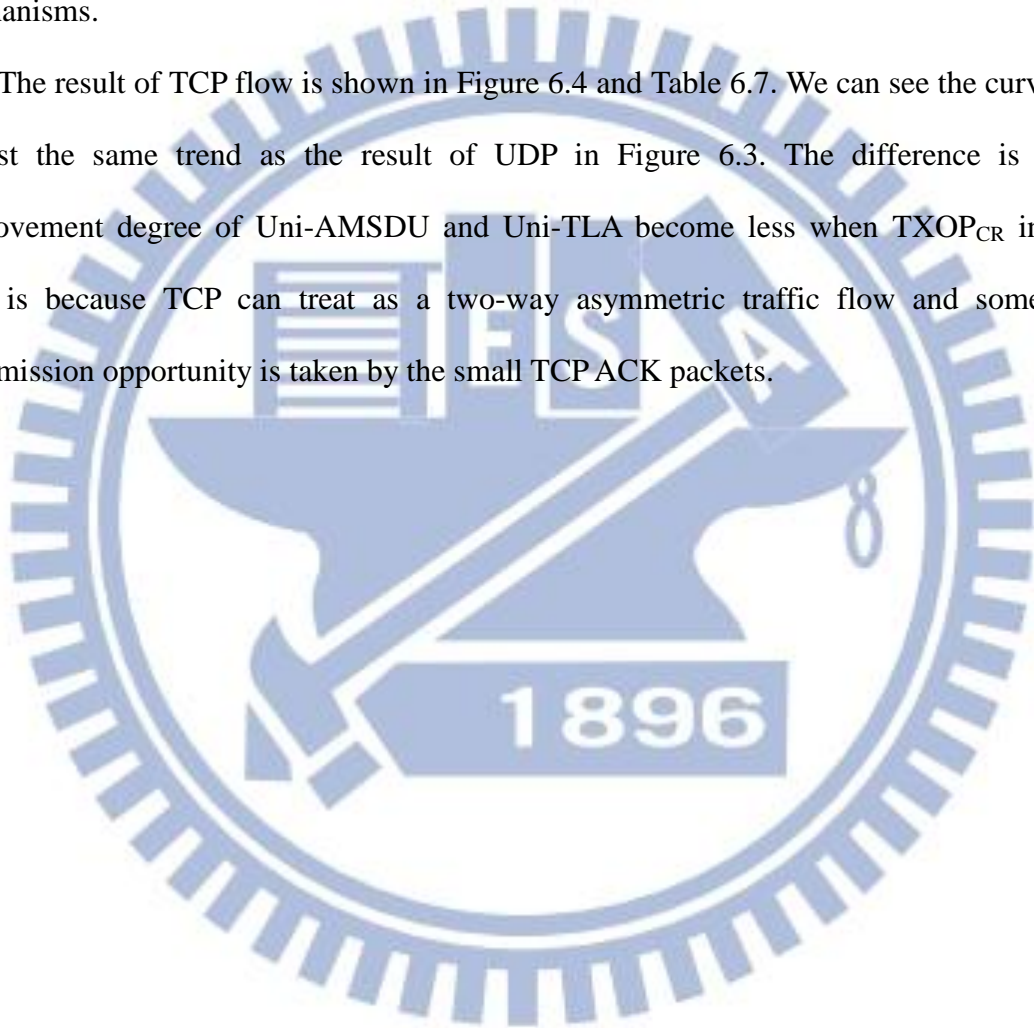 anisms.
The result of TCP flow is shown in Figure 6.4 and Table 6.7. We can see the curv
st the same trend as the result of UDP in Figure 6.3. The difference is
ovement degree of Uni-AMSDU and Uni-TLA become less when TXOPCR in
is because TCP can treat as a two-way asymmetric traffic flow and some
mission opportunity is taken by the small TCP ACK packets.
E S A
1896